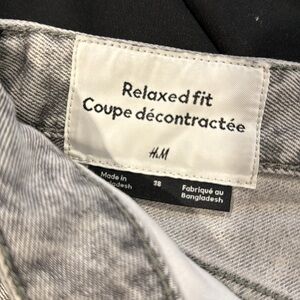 Relaxed fit
Coupe décontractée
H&M
Made in
38
Fabriqué au
Bangladesh